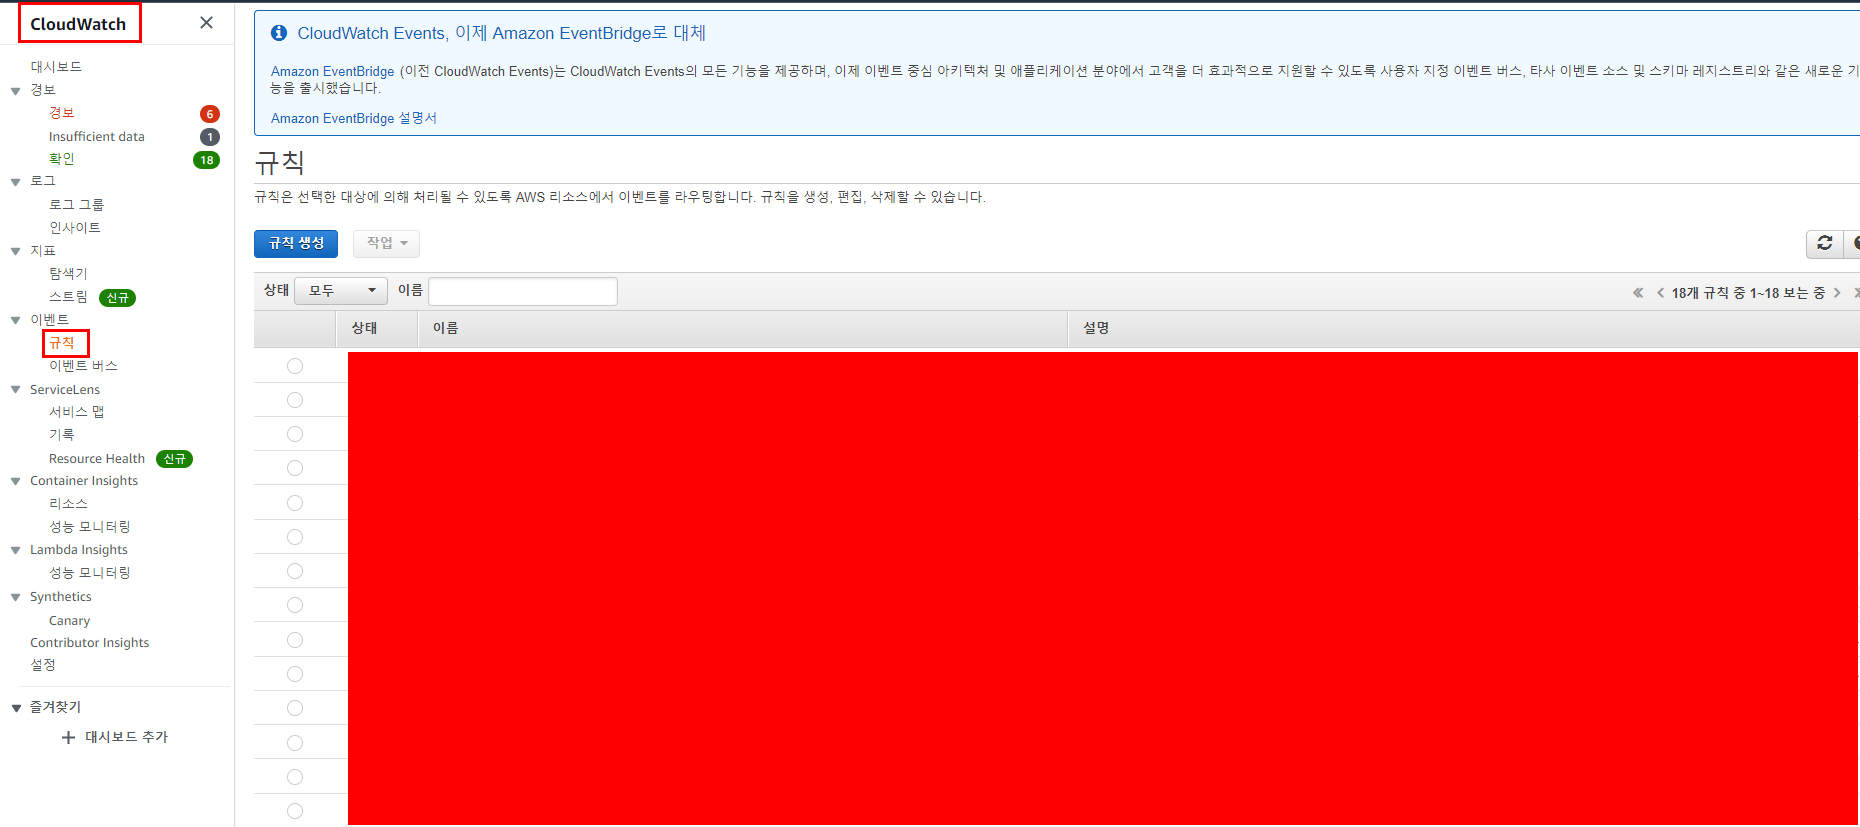 CloudWatch
대시보드
경보
경보 6
Insufficient data 1
확인 18
로그
로그 그룹
인사이트
지표
탐색기
스트림 신규
이벤트
규칙
이벤트 버스
ServiceLens
서비스 맵
기록
Resource Health 신규
Container Insights
리소스
성능 모니터링
Lambda Insights
성능 모니터링
Synthetics
Canary
Contributor Insights
설정
즐겨찾기
대시보드 추가
CloudWatch Events, 이제 Amazon EventBridge로 대체
Amazon EventBridge (이전 CloudWatch Events)는 CloudWatch Events의 모든 기능을 제공하며, 이제 이벤트 중심 아키텍처 및 애플리케이션 분야에서 고객을 더 효과적으로 지원할 수 있도록 사용자 지정 이벤트 버스, 타사 이벤트 소스 및 스키마 레지스트리와 같은 새로운 기
능을 출시했습니다.
Amazon EventBridge 설명서
규칙
규칙은 선택한 대상에 의해 처리될 수 있도록 AWS 리소스에서 이벤트를 라우팅합니다. 규칙을 생성, 편집, 삭제할 수 있습니다.
규칙 생성 작업
상태 모두 이름 18개 규칙 중 1~18 보는 중
상태 이름 설명